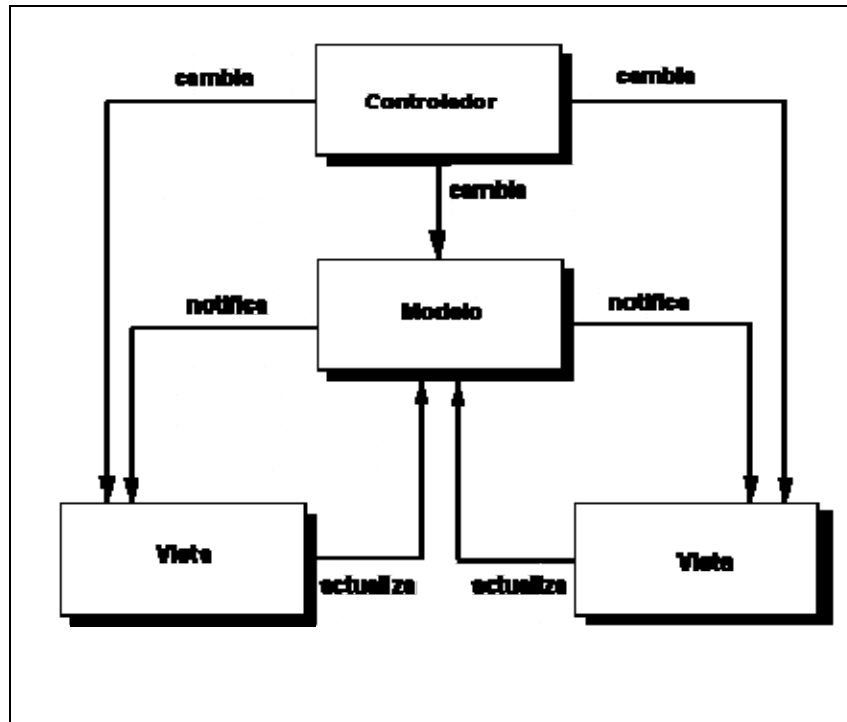 cambia
cambia
Controlador
cambia
notifica
Modelo
notifica
Vista
Vista
actualiza
actualiza